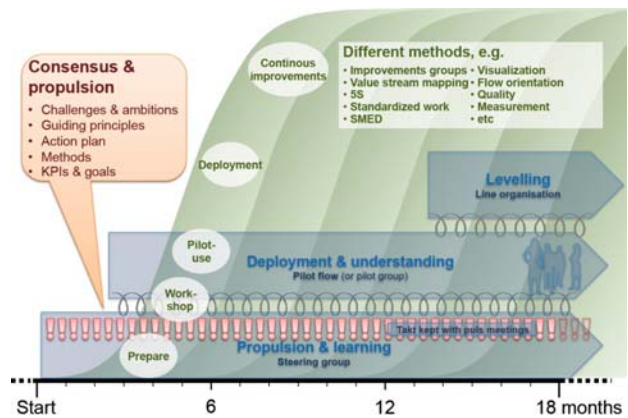 Consensus &
propulsion
• Challenges & ambitions
• Guiding principles
• Action plan
• Methods
• KPIs & goals
Continous
improvements
Different methods, e.g.
• Improvements groups
• Value stream mapping
• 5S
• Standardized work
• SMED
• Visualization
• Flow orientation
• Quality
• Measurement
• etc
Deployment
Levelling
Line organisation
Pilot-
use
Deployment & understanding
Pilot flow (or pilot group)
Work-
shop
Takt kept with puls meetings
Prepare
Propulsion & learning
Steering group
Start
6
12
18 months